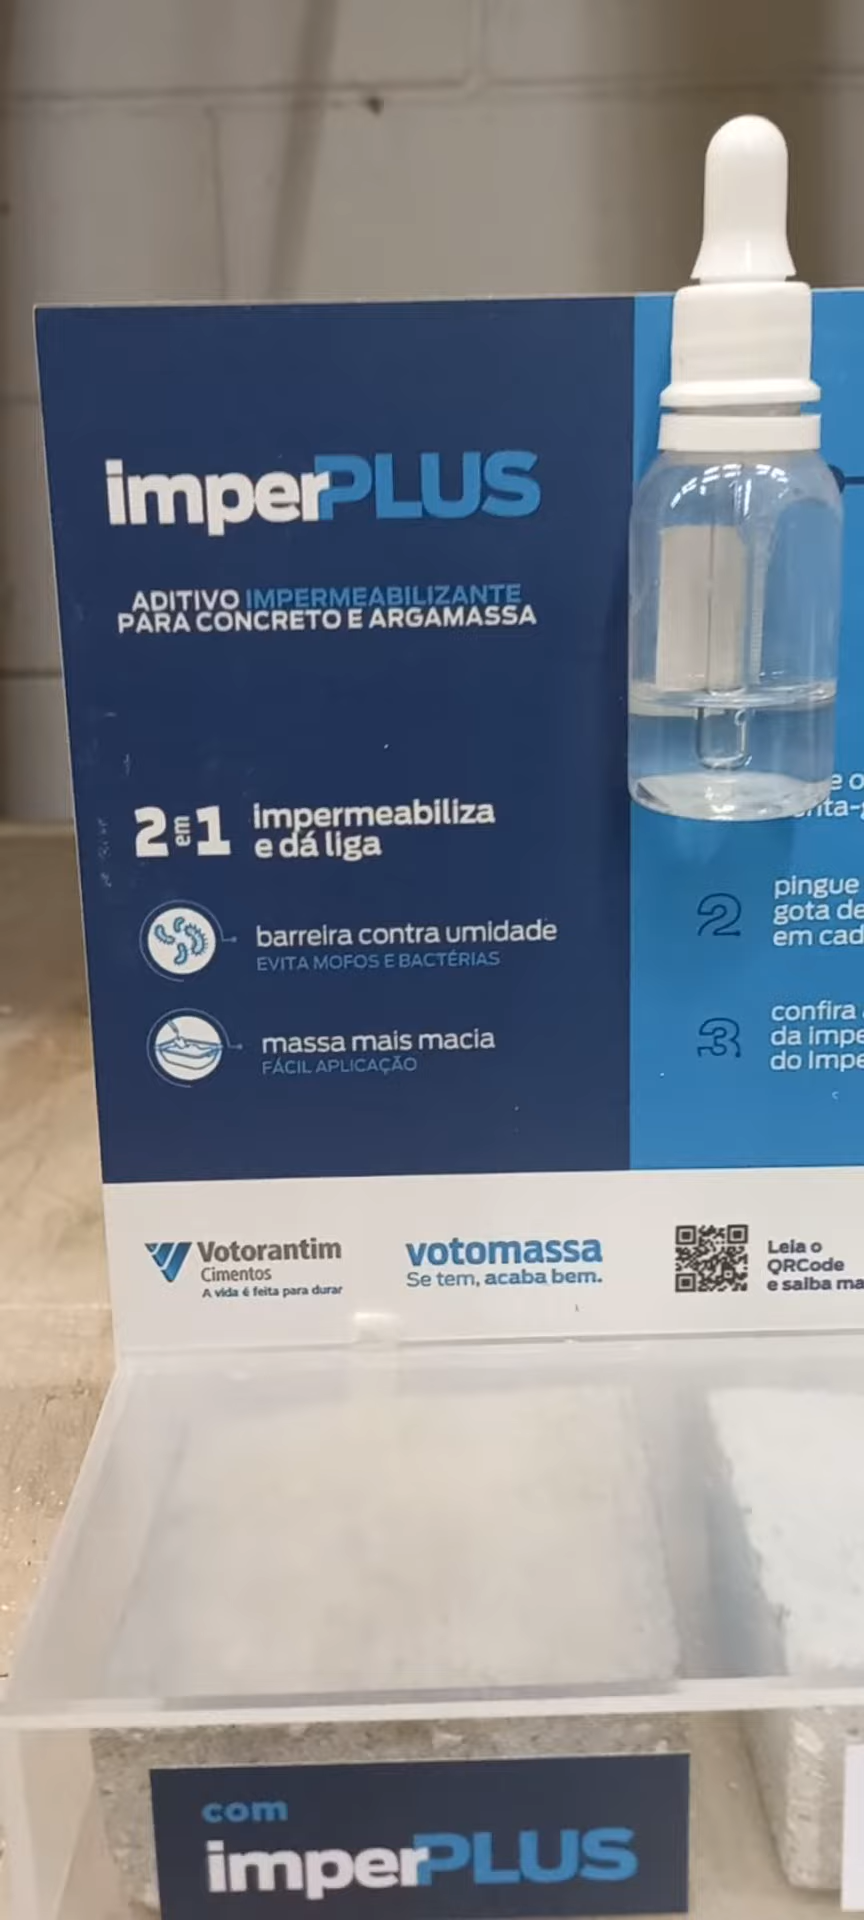 imperPLUS
ADITIVO IMPERMEABILIZANTE
PARA CONCRETO E ARGAMASSA
2 em 1
impermeabiliza
e dá liga
barreira contra umidade
EVITA MOFOS E BACTÉRIAS
massa mais macia
FÁCIL APLICAÇÃO
2
pingue
gota de
em cad
3
confira
da impe
do Impe
Votorantim
Cimentos
A vida é feita para durar
votomassa
Se tem, acaba bem.
Leia o
QRCode
e saiba ma
com
imperPLUS